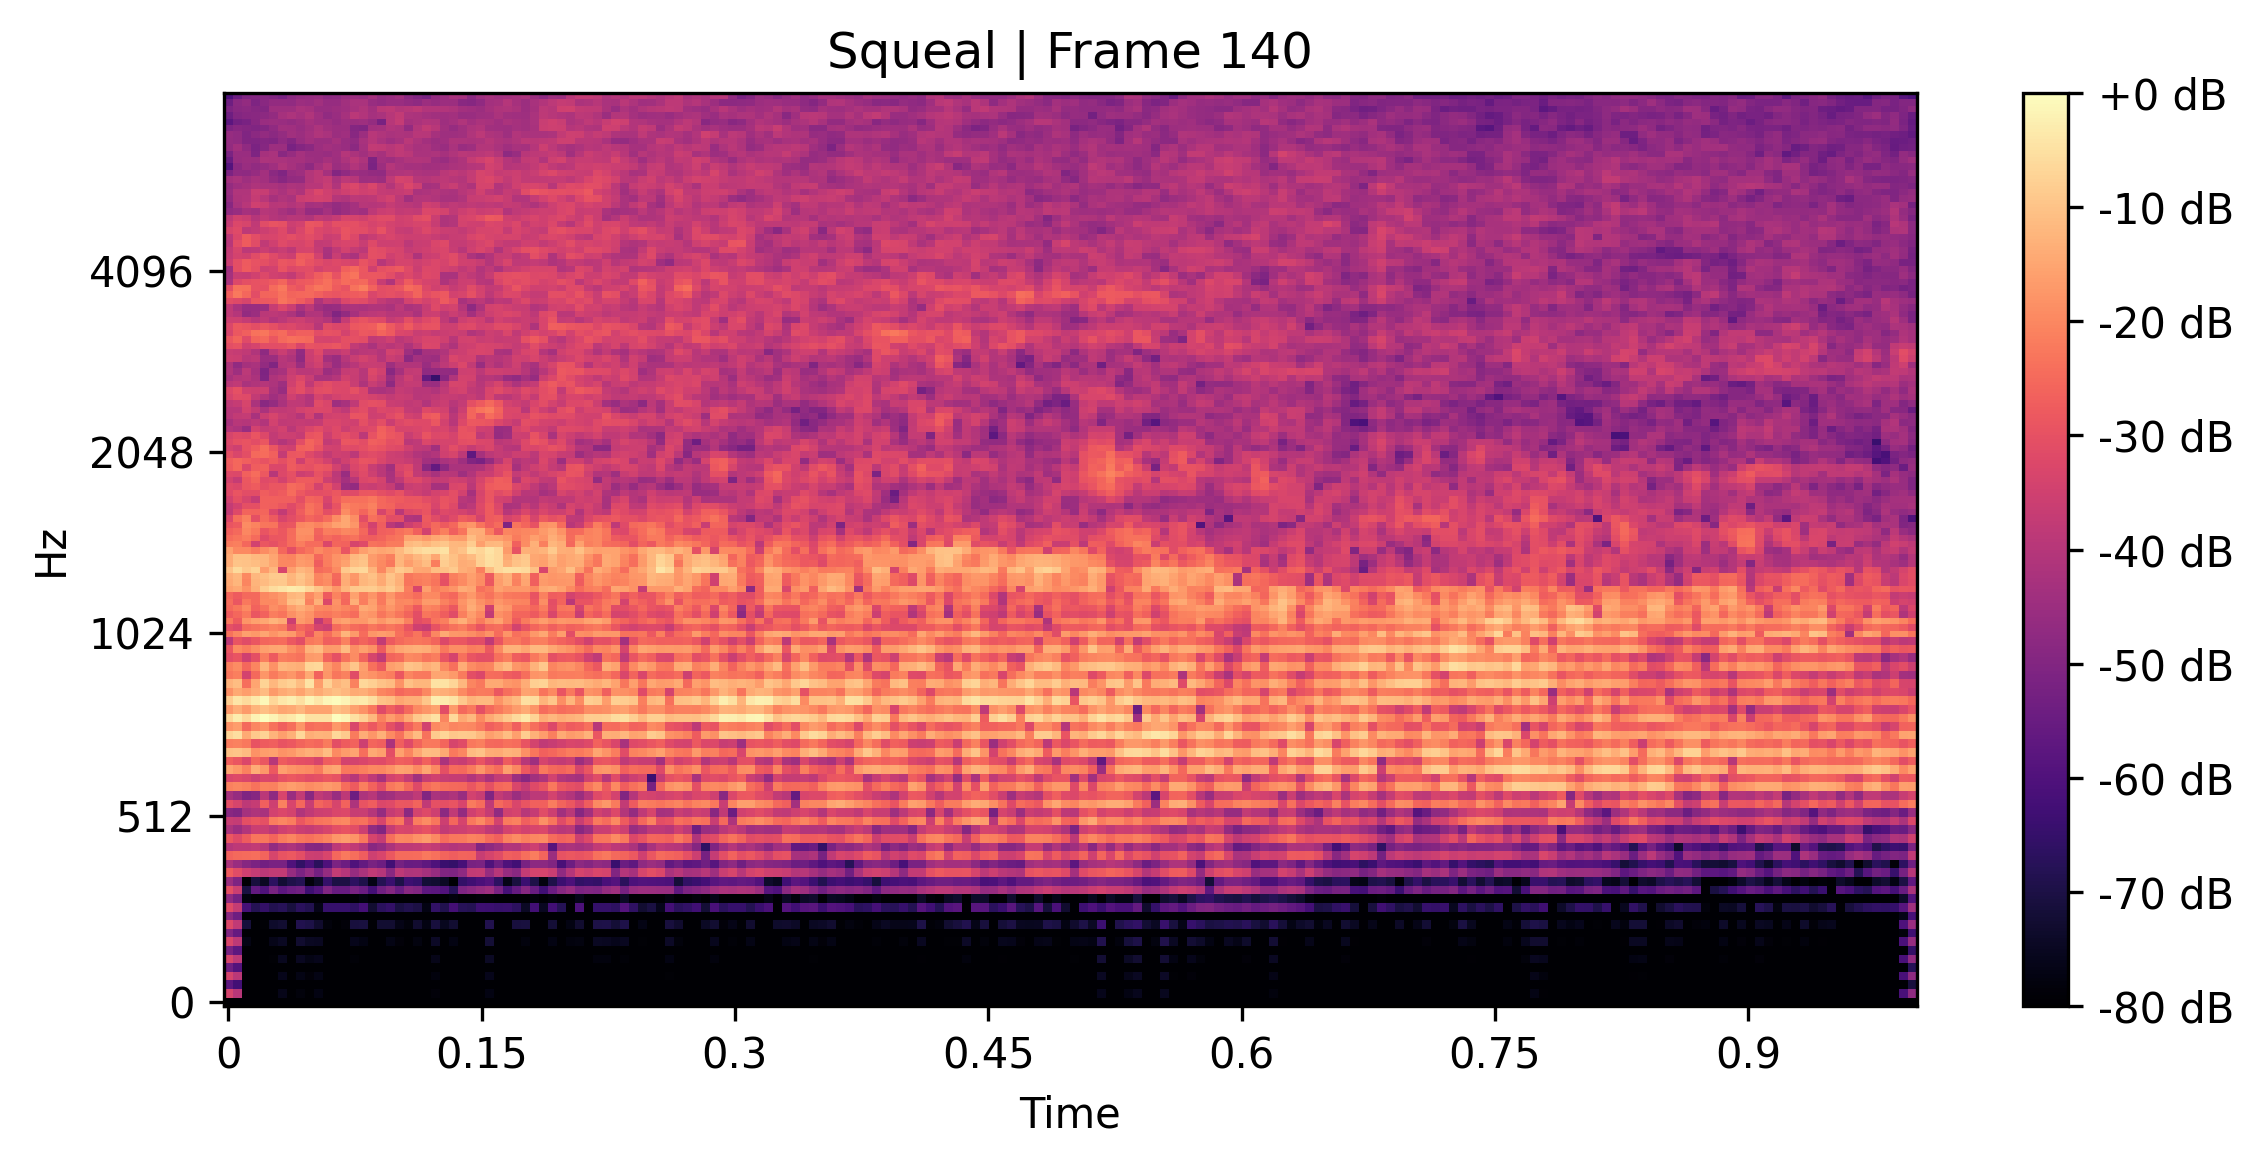 Squeal | Frame 140
Hz
4096
2048
1024
512
0
0 0.15 0.3 0.45 0.6 0.75 0.9
Time
+0 dB
-10 dB
-20 dB
-30 dB
-40 dB
-50 dB
-60 dB
-70 dB
-80 dB